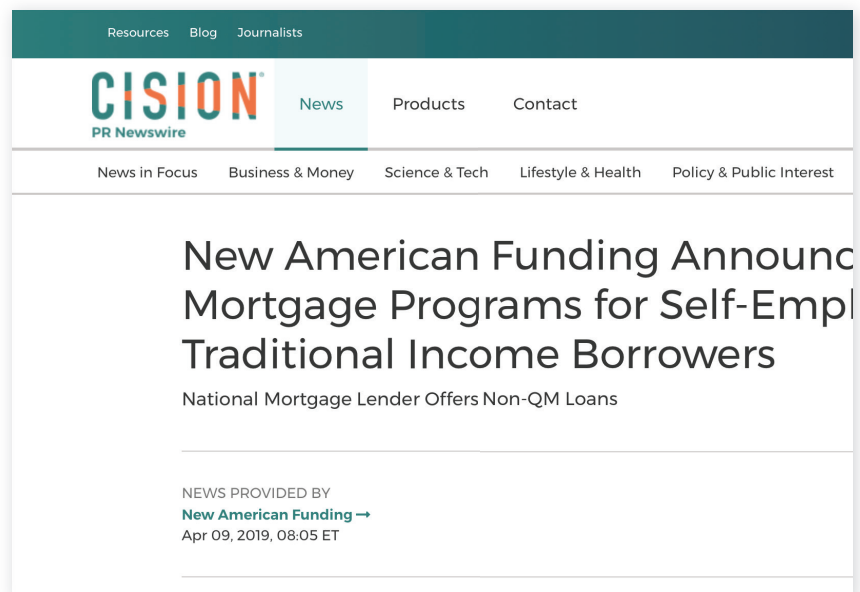 Resources Blog Journalists
CISION
PR Newswire
News Products Contact
News in Focus Business & Money Science & Tech Lifestyle & Health Policy & Public Interest
New American Funding Announc
Mortgage Programs for Self-Empl
Traditional Income Borrowers
National Mortgage Lender Offers Non-QM Loans
NEWS PROVIDED BY
New American Funding →
Apr 09, 2019, 08:05 ET